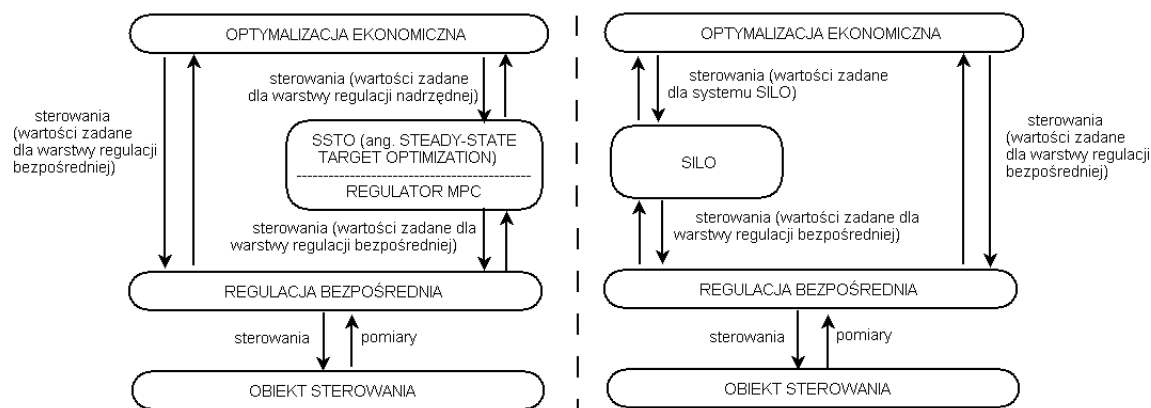 OPTYMALIZACJA EKONOMICZNA
sterowania (wartości zadane
dla warstwy regulacji nadrzędnej)
sterowania
(wartości zadane
dla warstwy regulacji
bezpośredniej)
SSTO (ang. STEADY-STATE
TARGET OPTIMIZATION)
REGULATOR MPC
sterowania (wartości zadane dla
warstwy regulacji bezpośredniej)
REGULACJA BEZPOŚREDNIA
sterowania
pomiary
OBIEKT STEROWANIA
OPTYMALIZACJA EKONOMICZNA
sterowania (wartości zadane
dla systemu SILO)
sterowania
(wartości zadane
dla warstwy regulacji
bezpośredniej)
SILO
sterowania (wartości zadane dla
warstwy regulacji bezpośredniej)
REGULACJA BEZPOŚREDNIA
sterowania
pomiary
OBIEKT STEROWANIA